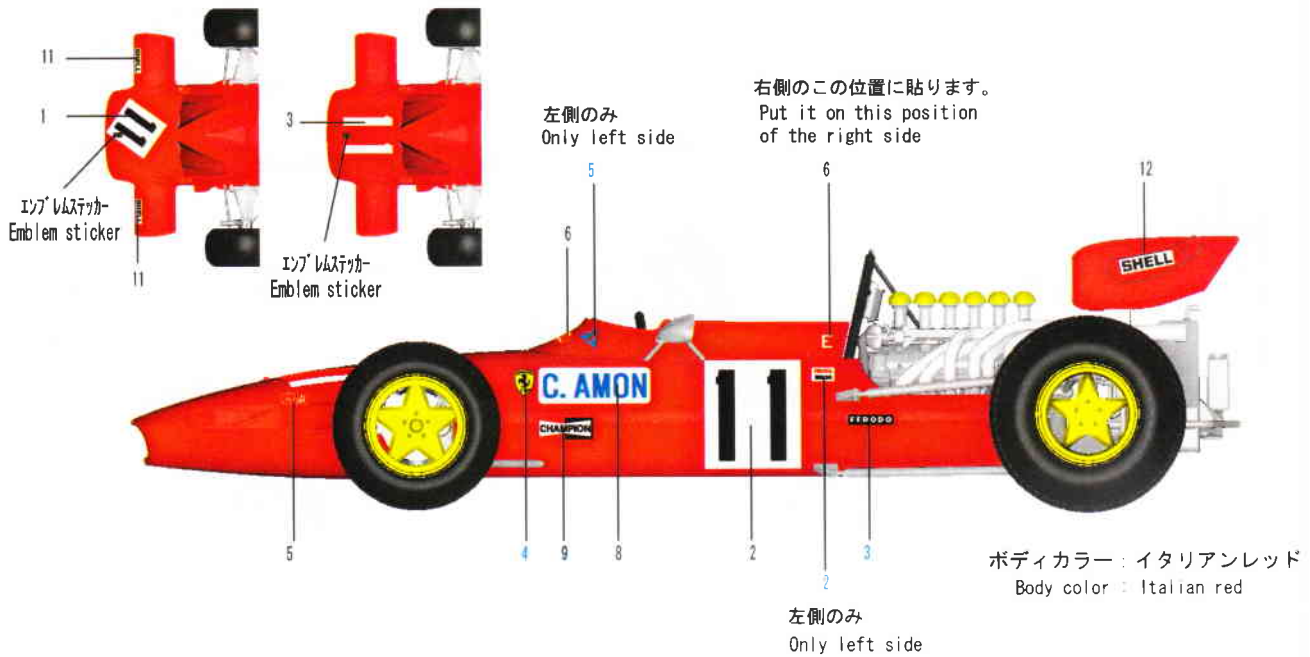 11
1
11
11
エンブレムステッカー
Emblem sticker
3
エンブレムステッカー
Emblem sticker
左側のみ
Only left side
5
右側のこの位置に貼ります。
Put it on this position
of the right side
6
6
12
SHELL
E
C. AMON
11
CHAMPION
FERODO
5
4
9
8
2
2
3
左側のみ
Only left side
ボディカラー：イタリアンレッド
Body color : Italian red